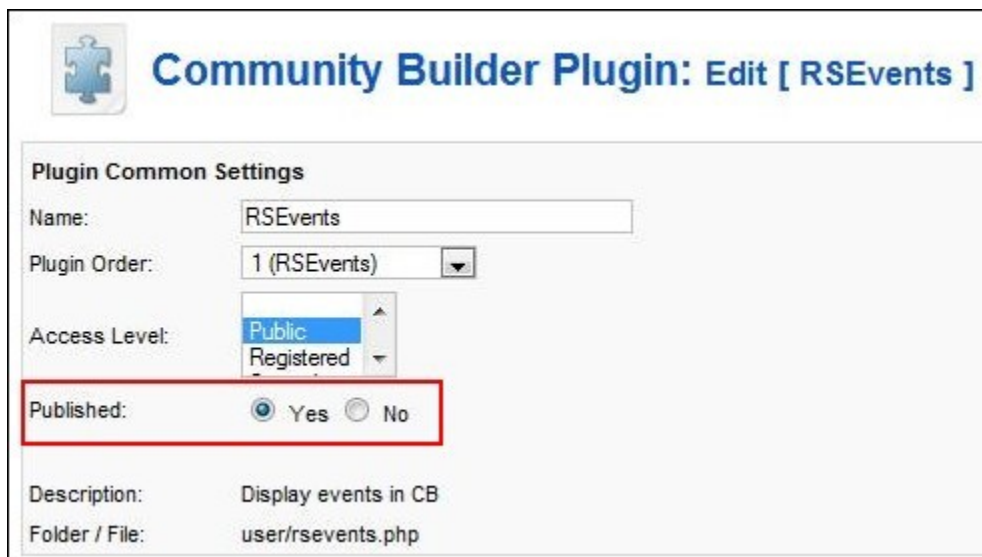 Community Builder Plugin: Edit [ RSEvents ]
Plugin Common Settings
Name: RSEvents
Plugin Order: 1 (RSEvents)
Access Level: Public
Registered
Published: Yes No
Description: Display events in CB
Folder / File: user/rsevents.php